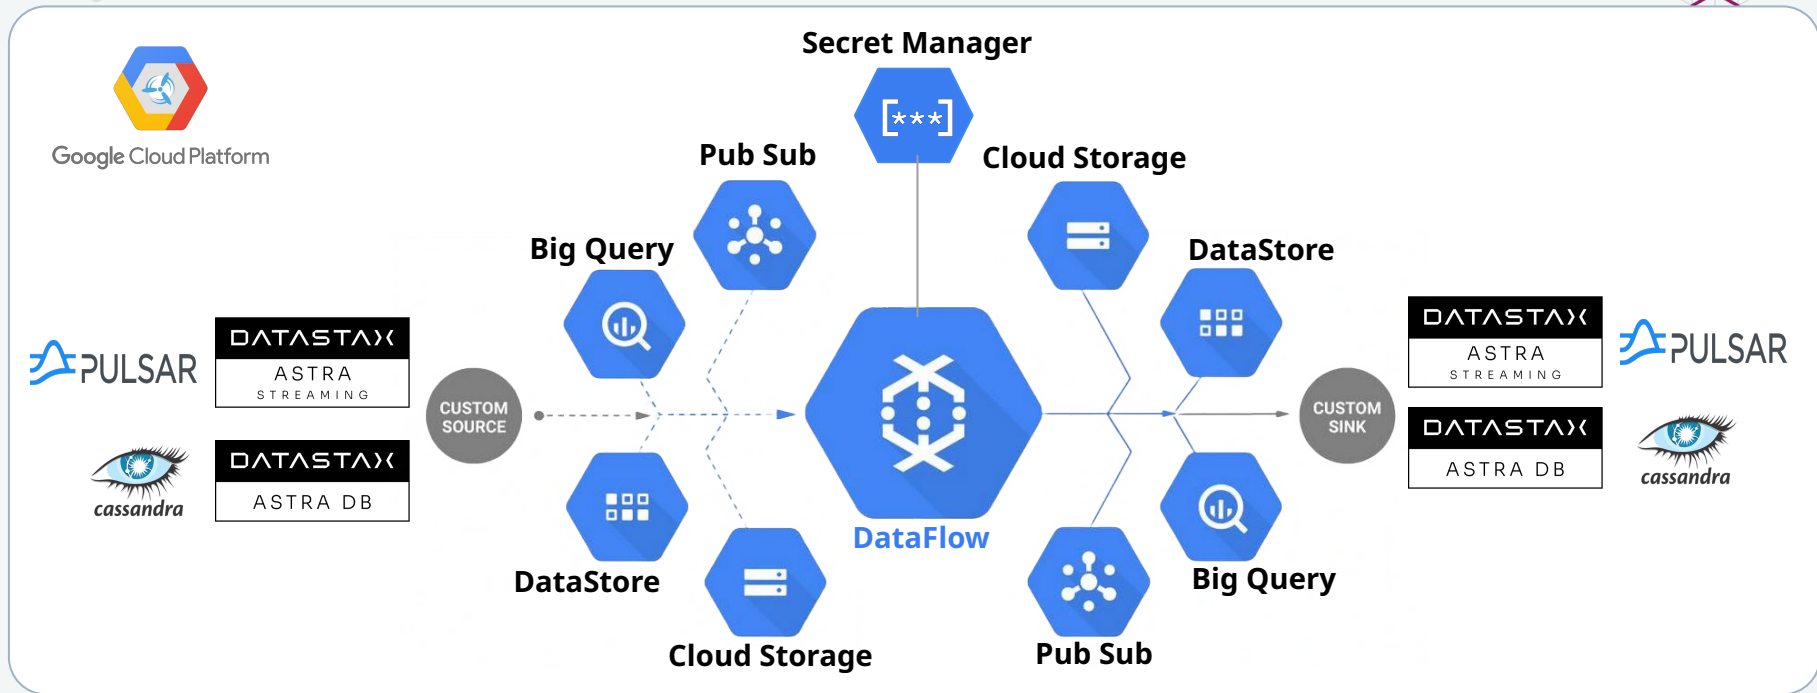 Secret Manager
[***]
Google Cloud Platform
Pub Sub
Cloud Storage
Big Query
DataStore
PULSAR
DATASTAX
ASTRA
STREAMING
CUSTOM
SOURCE
DATASTAX
ASTRA DB
cassandra
DataStore
Cloud Storage
DataFlow
CUSTOM
SINK
DATASTAX
ASTRA
STREAMING
PULSAR
DATASTAX
ASTRA DB
cassandra
Big Query
Pub Sub